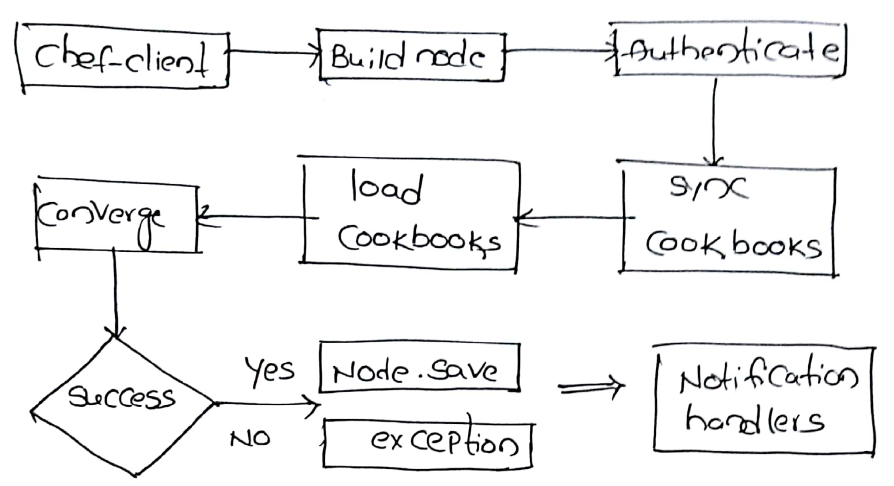 Chef-client
Build node
Authenticate
sync
cookbooks
load
cookbooks
Converge
success
Yes
NO
Node.save
exception
Notification
handlers